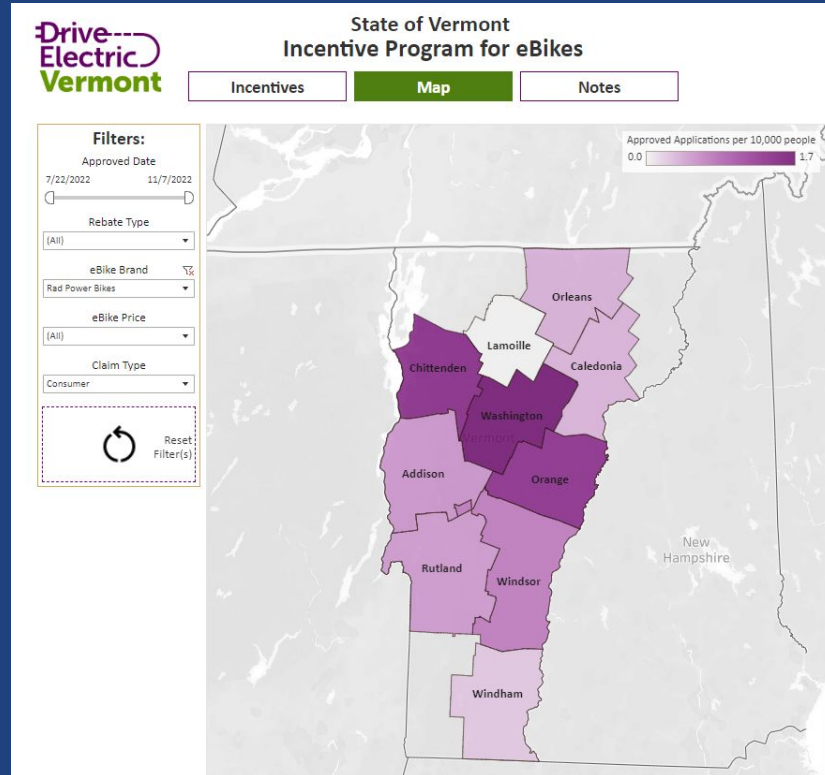 Drive
Electric
Vermont
State of Vermont
Incentive Program for eBikes
Incentives
Map
Notes
Filters:
Approved Date
7/22/2022
11/7/2022
Rebate Type
(All)
eBike Brand
Rad Power Bikes
eBike Price
(All)
Claim Type
Consumer
Reset
Filter(s)
Approved Applications per 10,000 people
0.0
1.7
Orleans
Lamoille
Caledonia
Chittenden
Washington
Vermont
Addison
Orange
New
Hampshire
Rutland
Windsor
Windham